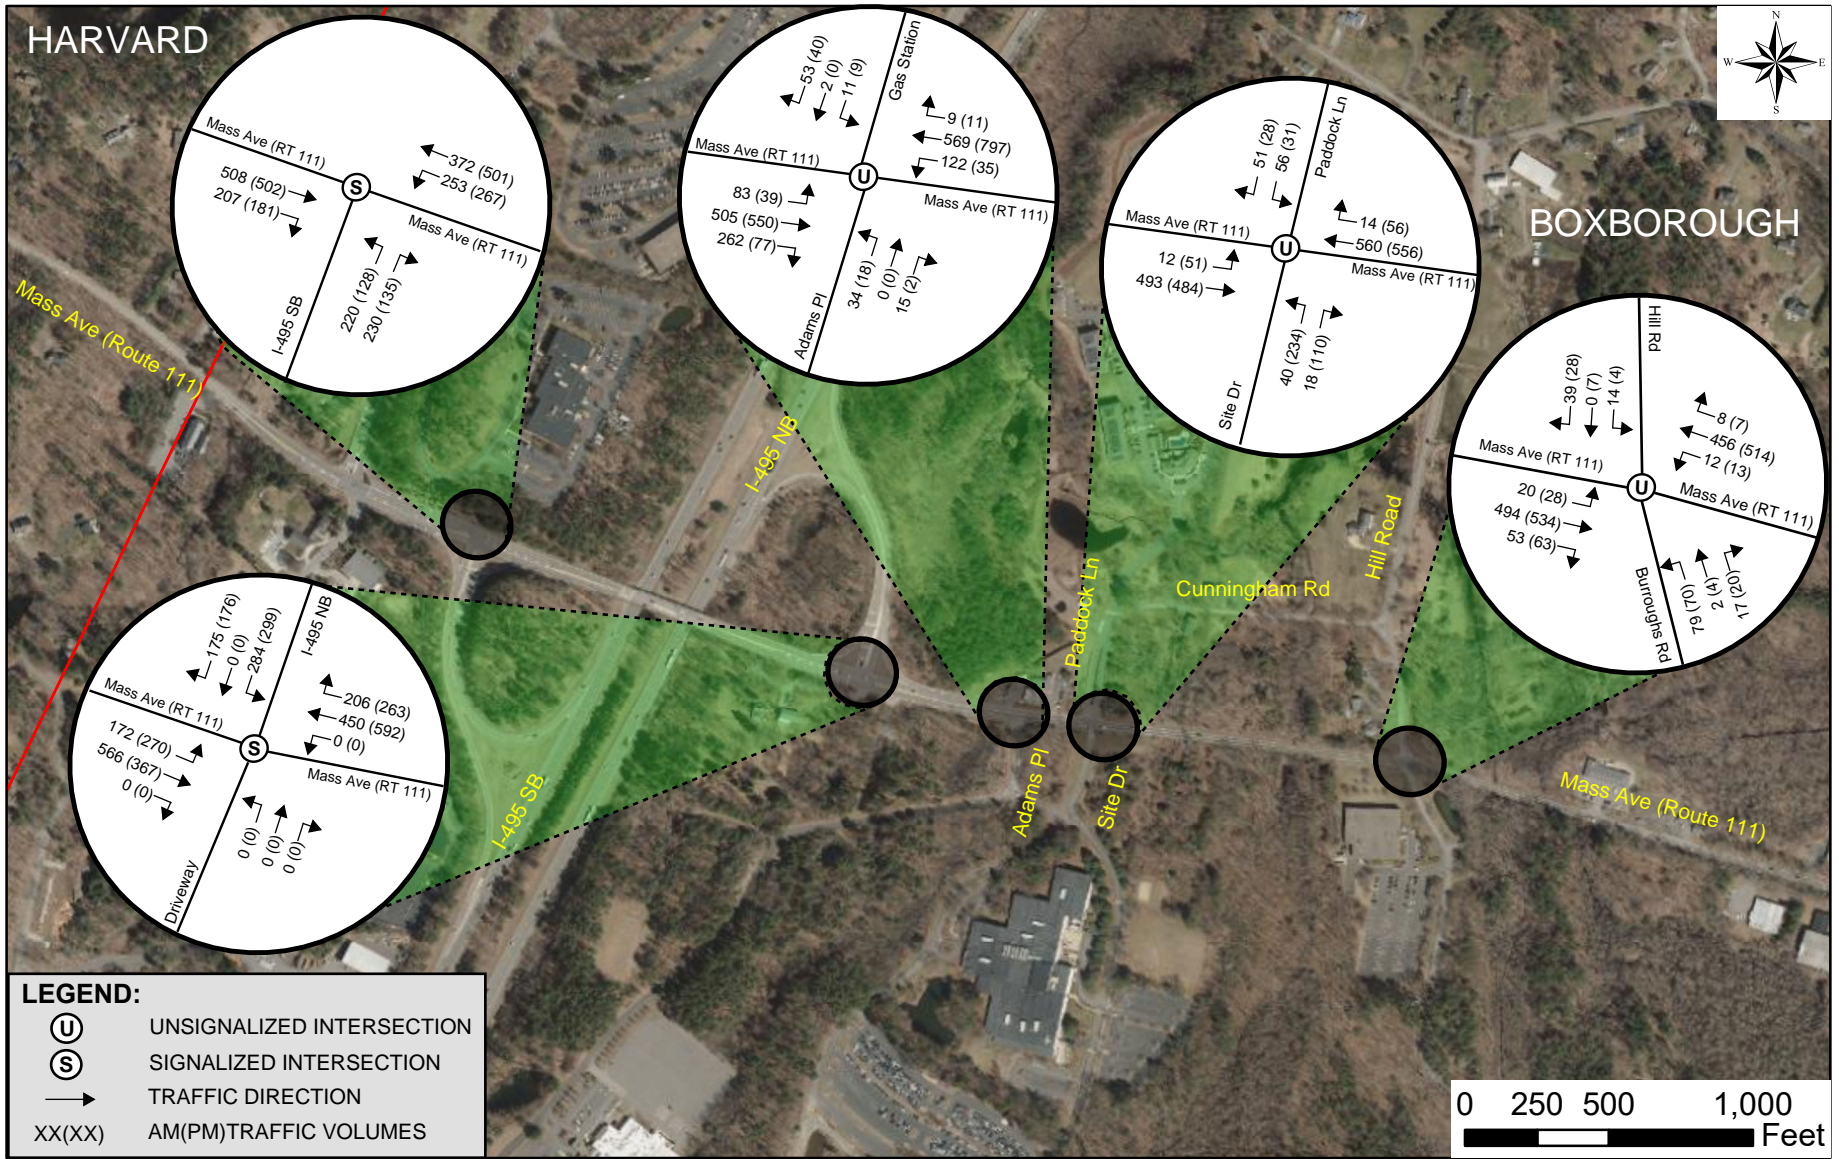 HARVARD
BOXBOROUGH
N
W
E
S
Mass Ave (RT 111)
372 (501)
253 (267)
508 (502)
207 (181)
S
Mass Ave (RT 111)
220 (128)
230 (135)
I-495 SB
53 (40)
2 (0)
11 (9)
Gas Station
9 (11)
569 (797)
122 (35)
Mass Ave (RT 111)
U
83 (39)
505 (550)
262 (77)
Mass Ave (RT 111)
34 (18)
0 (0)
15 (2)
Adams Pl
51 (28)
56 (31)
Paddock Ln
14 (56)
560 (556)
Mass Ave (RT 111)
U
12 (51)
493 (484)
Mass Ave (RT 111)
40 (234)
18 (110)
Site Dr
39 (28)
0 (7)
14 (4)
Hill Rd
8 (7)
456 (514)
12 (13)
Mass Ave (RT 111)
U
20 (28)
494 (534)
53 (63)
Mass Ave (RT 111)
79 (70)
2 (4)
17 (20)
Burroughs Rd
175 (176)
0 (0)
284 (299)
I-495 NB
206 (263)
450 (592)
0 (0)
Mass Ave (RT 111)
S
172 (270)
566 (367)
0 (0)
Mass Ave (RT 111)
0 (0)
0 (0)
0 (0)
Driveway
Mass Ave (Route 111)
I-495 NB
I-495 SB
Paddock Ln
Cunningham Rd
Hill Road
Adams Pl
Site Dr
Mass Ave (Route 111)
LEGEND:
U UNSIGNALIZED INTERSECTION
S SIGNALIZED INTERSECTION
TRAFFIC DIRECTION
XX(XX) AM(PM)TRAFFIC VOLUMES
0 250 500 1,000
Feet